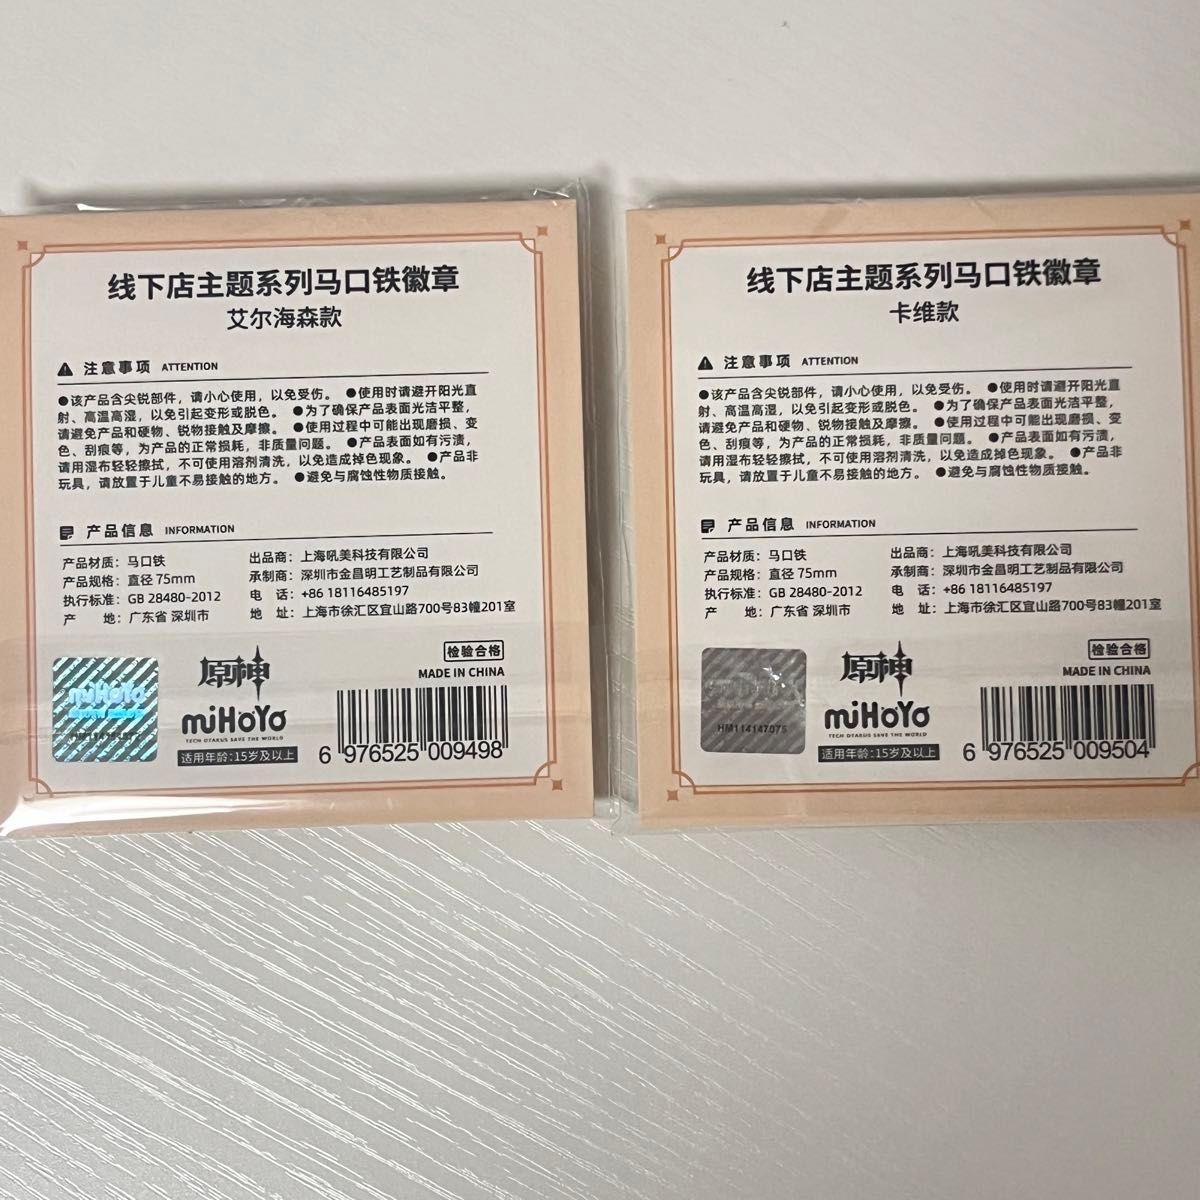 线下店主题系列马口铁徽章
艾尔海森款
注意事项 ATTENTION
●该产品含尖锐部件，请小心使用，以免受伤。 ●使用时请避开阳光直
射、高温高湿，以免引起变形或脱色。 ●为了确保产品表面光洁平整，
请避免产品和硬物、锐物接触及摩擦。 ●使用过程中可能出现磨损、变
色、刮痕等，为产品的正常损耗，非质量问题。 ●产品表面如有污渍，
请用湿布轻轻擦拭，不可使用溶剂清洗，以免造成掉色现象。 ●产品非
玩具，请放置于儿童不易接触的地方。 ●避免与腐蚀性物质接触。
产品信息 INFORMATION
产品材质：马口铁
产品规格：直径 75mm
执行标准：GB 28480-2012
产 地：广东省 深圳市
出品商：上海吼美科技有限公司
承制商：深圳市金昌明工艺制品有限公司
电 话：+86 18116485197
地 址：上海市徐汇区宜山路700号83幢201室
miHoYo
原神
miHoYo
TECH OTAKUS SAVE THE WORLD
适用年龄：15岁及以上
检验合格
MADE IN CHINA
6 976525 009498
线下店主题系列马口铁徽章
卡维款
注意事项 ATTENTION
●该产品含尖锐部件，请小心使用，以免受伤。 ●使用时请避开阳光直
射、高温高湿，以免引起变形或脱色。 ●为了确保产品表面光洁平整，
请避免产品和硬物、锐物接触及摩擦。 ●使用过程中可能出现磨损、变
色、刮痕等，为产品的正常损耗，非质量问题。 ●产品表面如有污渍，
请用湿布轻轻擦拭，不可使用溶剂清洗，以免造成掉色现象。 ●产品非
玩具，请放置于儿童不易接触的地方。 ●避免与腐蚀性物质接触。
产品信息 INFORMATION
产品材质：马口铁
产品规格：直径 75mm
执行标准：GB 28480-2012
产 地：广东省 深圳市
出品商：上海吼美科技有限公司
承制商：深圳市金昌明工艺制品有限公司
电 话：+86 18116485197
地 址：上海市徐汇区宜山路700号83幢201室
HM114147075
原神
miHoYo
TECH OTAKUS SAVE THE WORLD
适用年龄：15岁及以上
检验合格
MADE IN CHINA
6 976525 009504